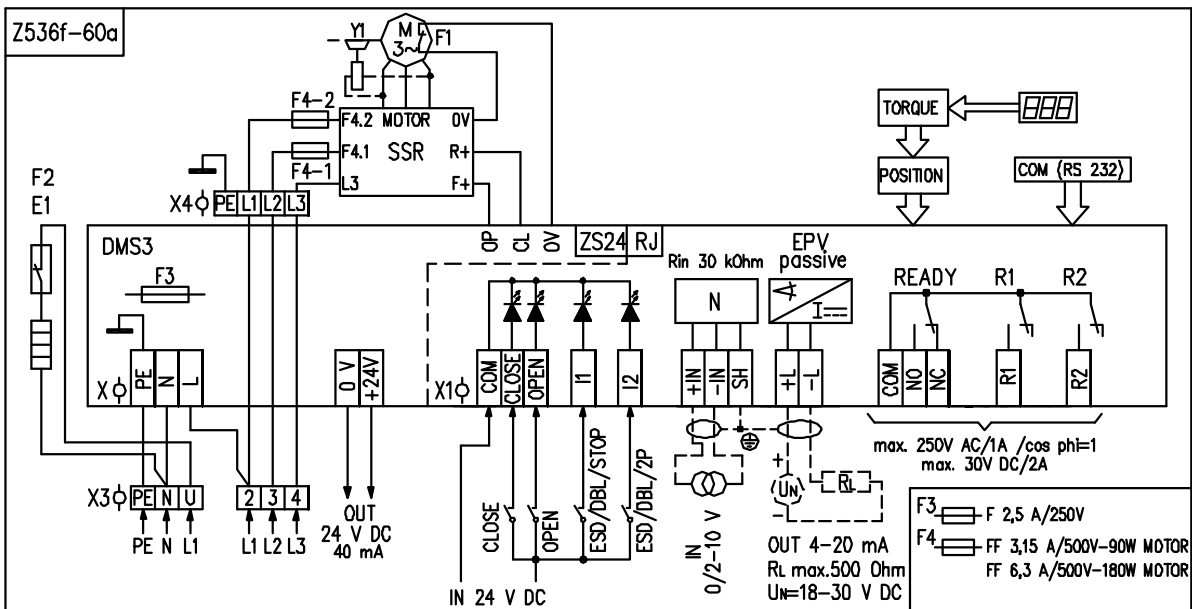 Z536f-60a
Y1
M
3~
F1
F4-2
F4.2 MOTOR 0V
F4.1 SSR R+
F4-1
L3 F+
TORQUE
POSITION
COM (RS 232)
F2
E1
X4 PE L1 L2 L3
DMS3
F3
OP CL OV
ZS24 RJ
Rin 30 kOhm
N
EPV
passive
I
READY R1 R2
X PE N L
0 V +24V
X1 COM CLOSE OPEN I1 I2
+IN -IN SH
+L -L
COM NO NC R1 R2
max. 250V AC/1A /cos phi=1
max. 30V DC/2A
X3 PE N U 2 3 4
PE N L1 L1 L2 L3
OUT
24 V DC
40 mA
CLOSE OPEN ESD/DBL/STOP ESD/DBL/2P
IN 24 V DC
IN
0/2-10 V
+
UN
-
RL
OUT 4-20 mA
RL max.500 Ohm
UN=18-30 V DC
F3 F 2,5 A/250V
F4 FF 3,15 A/500V-90W MOTOR
FF 6,3 A/500V-180W MOTOR